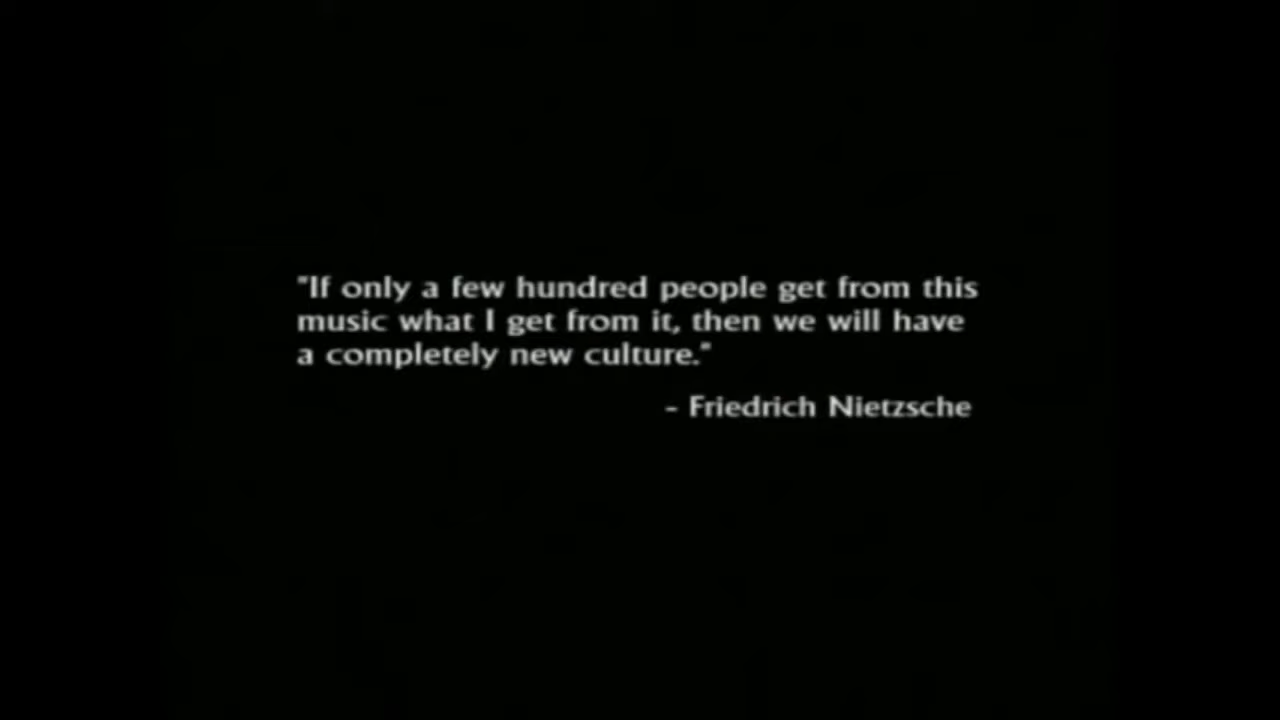 "If only a few hundred people get from this
music what I get from it, then we will have
a completely new culture."
- Friedrich Nietzsche